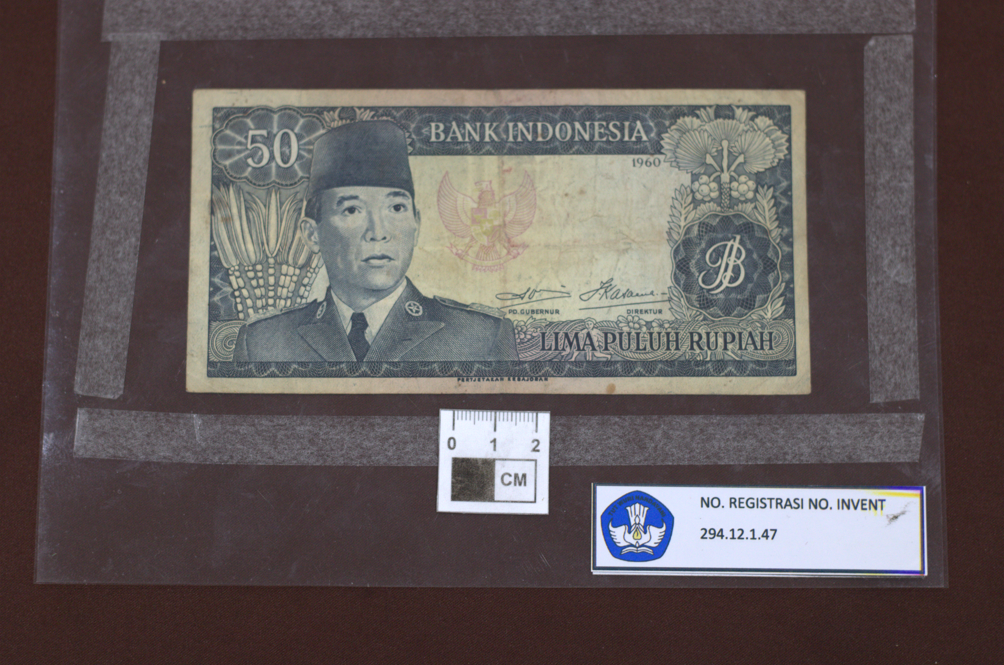 50
BANK INDONESIA
1960
PD. GUBERNUR
DIREKTUR
LIMA PULUH RUPIAH
PERTJETAKAN KEBAJORAN
0 1 2
CM
NO. REGISTRASI NO. INVENT
294.12.1.47